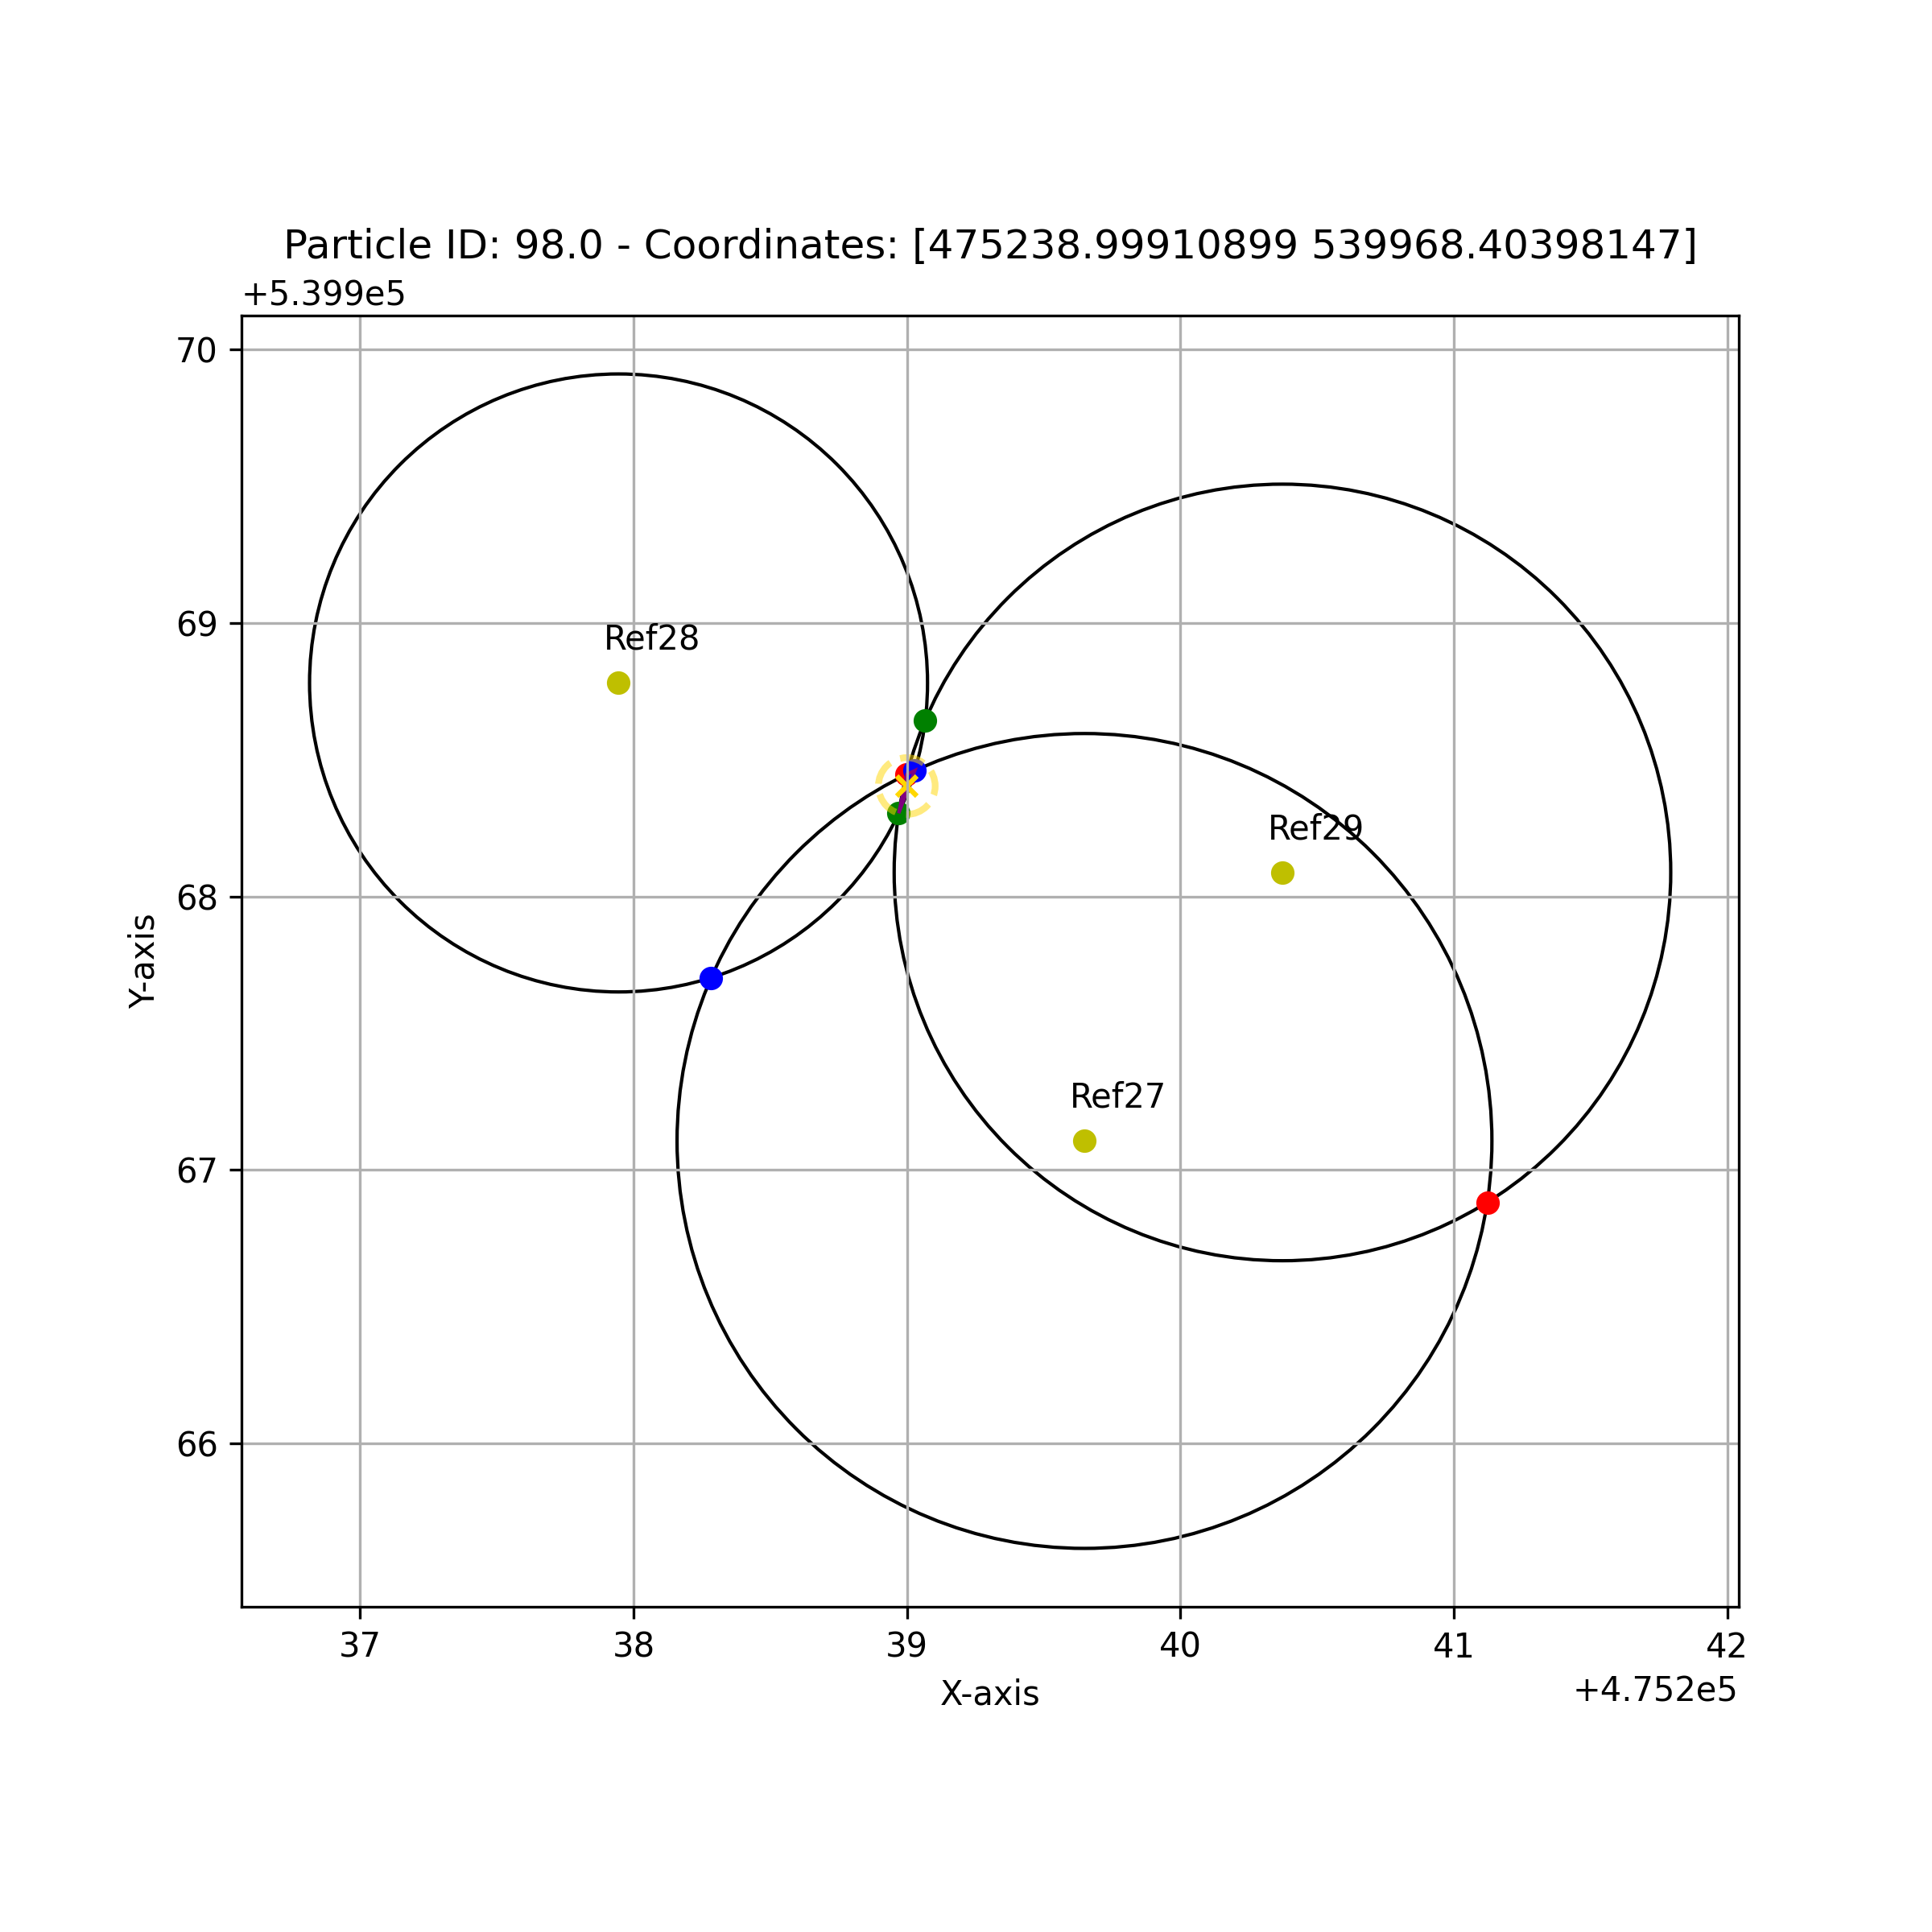 Particle ID: 98.0 - Coordinates: [475238.99910899 539968.40398147]
+5.399e5
70
69
68
67
66
Y-axis
Ref28
Ref29
Ref27
37 38 39 40 41 42
X-axis
+4.752e5